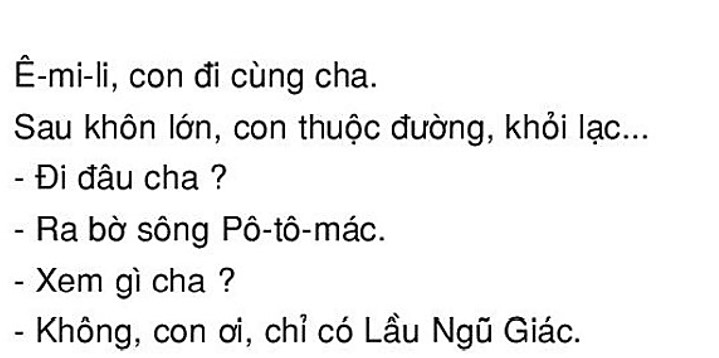 Ê-mi-li, con đi cùng cha.
Sau khôn lớn, con thuộc đường, khỏi lạc...
- Đi đâu cha ?
- Ra bờ sông Pô-tô-mác.
- Xem gì cha ?
- Không, con ơi, chỉ có Lầu Ngũ Giác.